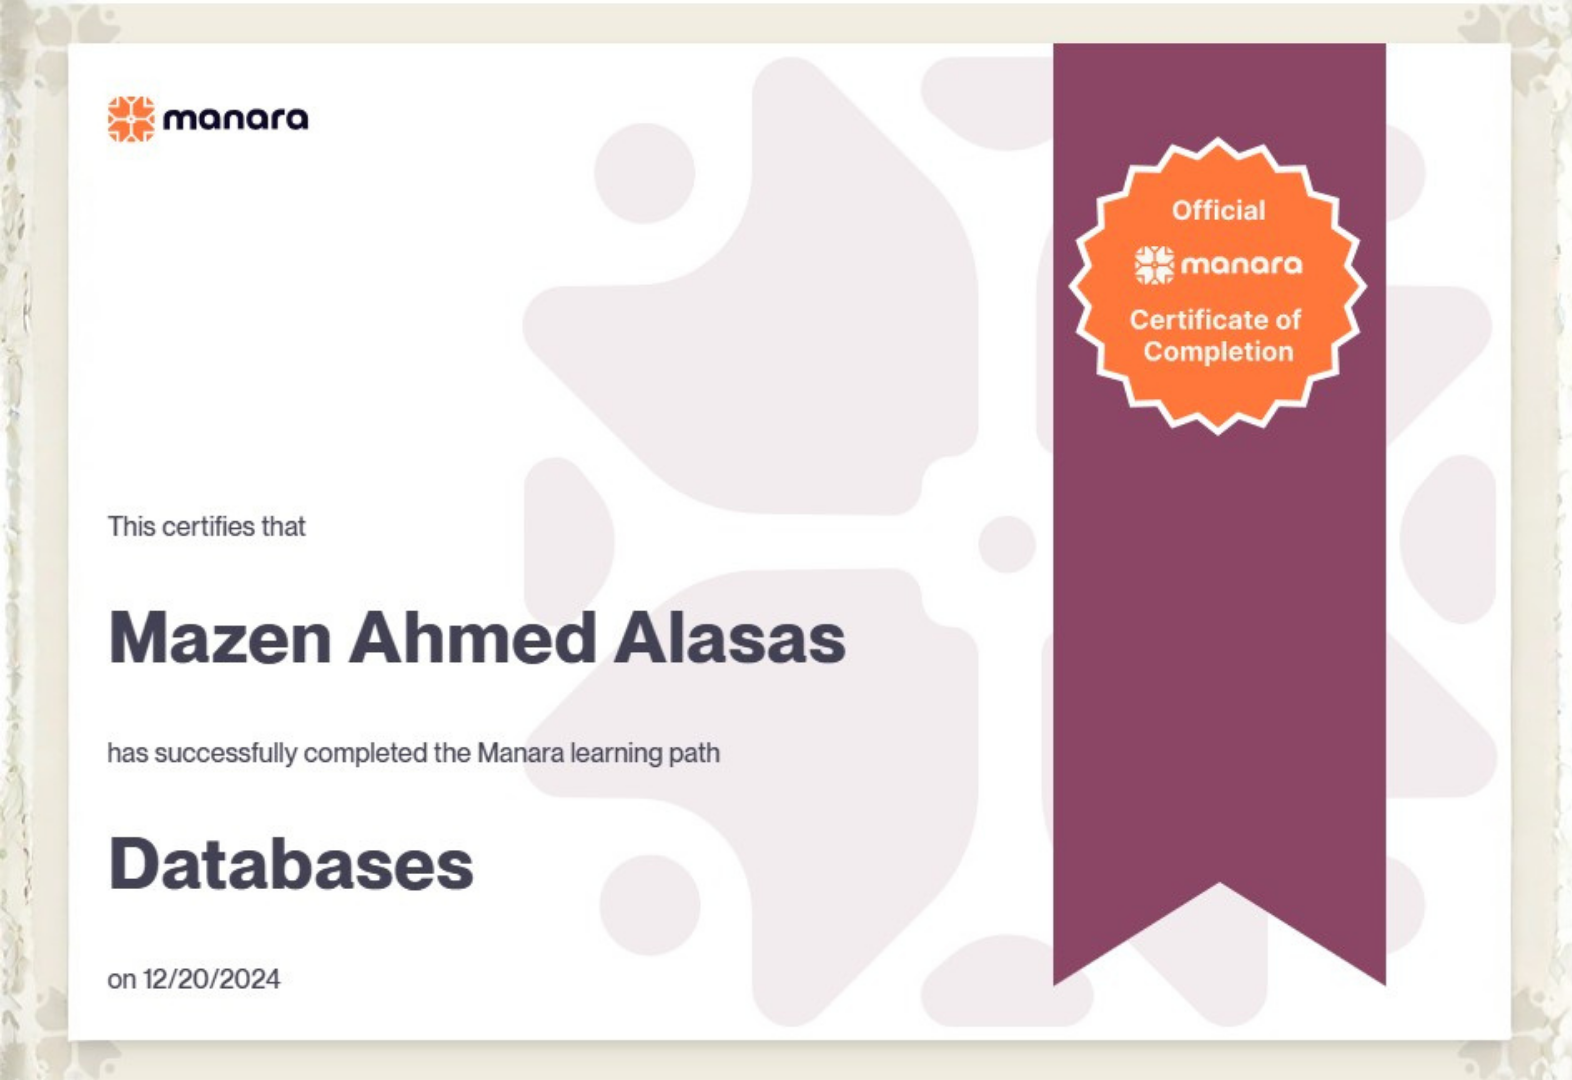 manara
Official
manara
Certificate of
Completion
This certifies that
Mazen Ahmed Alasas
has successfully completed the Manara learning path
Databases
on 12/20/2024